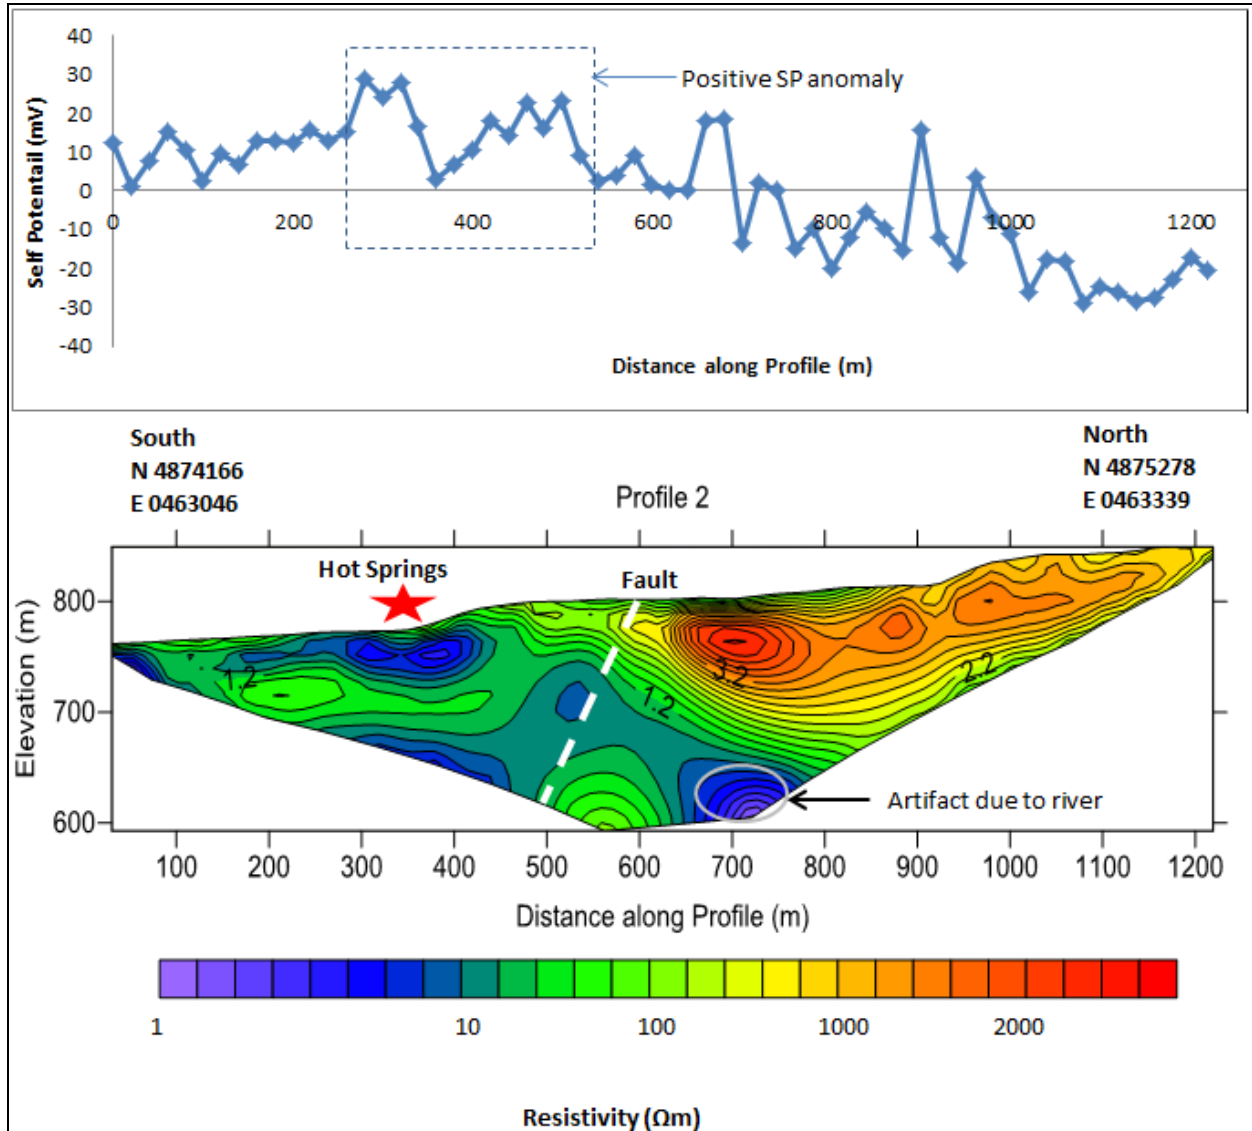 40
30
20
10
0
-10
-20
-30
-40
Self Potentail (mV)
Positive SP anomaly
0 200 400 600 800 1000 1200
Distance along Profile (m)
South
N 4874166
E 0463046
North
N 4875278
E 0463339
Profile 2
Hot Springs
Fault
800
700
600
Elevation (m)
1.2
1.2
3.2
2.2
Artifact due to river
100 200 300 400 500 600 700 800 900 1000 1100 1200
Distance along Profile (m)
1 10 100 1000 2000
Resistivity (Ωm)